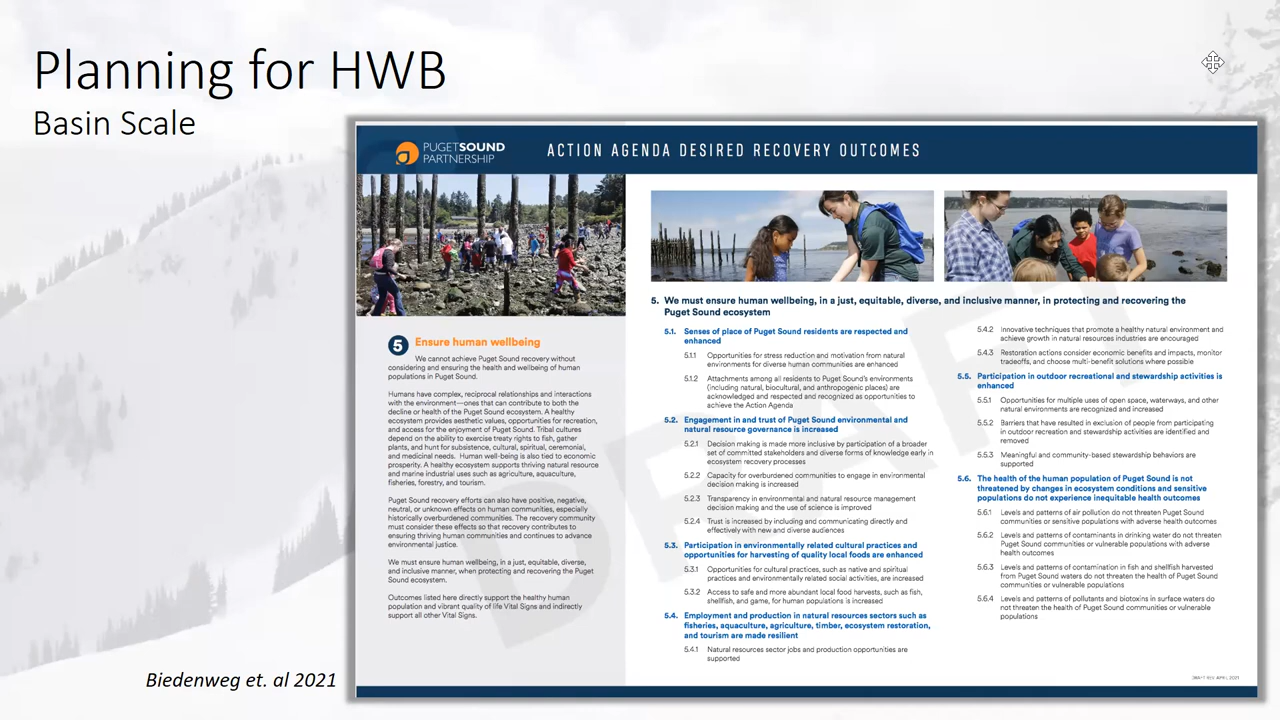 Planning for HWB
Basin Scale
PUGETSOUND
PARTNERSHIP
ACTION AGENDA DESIRED RECOVERY OUTCOMES
5 Ensure human wellbeing
We cannot achieve Puget Sound recovery without
considering and ensuring the health and wellbeing of human
populations in Puget Sound.
Humans have complex, reciprocal relationships and interactions
with the environment—ones that can contribute to both the
decline or health of the Puget Sound ecosystem. A healthy
ecosystem provides aesthetic values, opportunities for recreation,
and access for the enjoyment of Puget Sound. Tribal cultures
depend on the ability to exercise treaty rights to fish, gather
plants, and hunt for subsistence, cultural, spiritual, ceremonial,
and medicinal needs. Human well-being is also tied to economic
prosperity. A healthy ecosystem supports thriving natural resource
and marine industrial uses such as agriculture, aquaculture,
fisheries, forestry, and tourism.
Puget Sound recovery efforts can also have positive, negative,
neutral, or unknown effects on human communities, especially
historically overburdened communities. The recovery community
must consider these effects so that recovery contributes to
ensuring thriving human communities and continues to advance
environmental justice.
We must ensure human wellbeing, in a just, equitable, diverse,
and inclusive manner, when protecting and recovering the Puget
Sound ecosystem.
Outcomes listed here directly support the healthy human
population and vibrant quality of life Vital Signs and indirectly
support all other Vital Signs.
5. We must ensure human wellbeing, in a just, equitable, diverse, and inclusive manner, in protecting and recovering the
Puget Sound ecosystem
5.1. Senses of place of Puget Sound residents are respected and
enhanced
5.1.1 Opportunities for stress reduction and motivation from natural
environments for diverse human communities are enhanced
5.1.2 Attachments among all residents to Puget Sound's environments
(including natural, biocultural, and anthropogenic places) are
acknowledged and respected and recognized as opportunities to
achieve the Action Agenda
5.2. Engagement in and trust of Puget Sound environmental and
natural resource governance is increased
5.2.1 Decision making is made more inclusive by participation of a broader
set of committed stakeholders and diverse forms of knowledge early in
ecosystem recovery processes
5.2.2 Capacity for overburdened communities to engage in environmental
decision making is increased
5.2.3 Transparency in environmental and natural resource management
decision making and the use of science is improved
5.2.4 Trust is increased by including and communicating directly and
effectively with new and diverse audiences
5.3. Participation in environmentally related cultural practices and
opportunities for harvesting of quality local foods are enhanced
5.3.1 Opportunities for cultural practices, such as native and spiritual
practices and environmentally related social activities, are increased
5.3.2 Access to safe and more abundant local food harvests, such as fish,
shellfish, and game, for human populations is increased
5.4. Employment and production in natural resources sectors such as
fisheries, aquaculture, agriculture, timber, ecosystem restoration,
and tourism are made resilient
5.4.1 Natural resources sector jobs and production opportunities are
supported
5.4.2 Innovative techniques that promote a healthy natural environment and
achieve growth in natural resources industries are encouraged
5.4.3 Restoration actions consider economic benefits and impacts, monitor
tradeoffs, and choose multi-benefit solutions where possible
5.5. Participation in outdoor recreational and stewardship activities is
enhanced
5.5.1 Opportunities for multiple uses of open space, waterways, and other
natural environments are recognized and increased
5.5.2 Barriers that have resulted in exclusion of people from participating
in outdoor recreation and stewardship activities are identified and
removed
5.5.3 Meaningful and community-based stewardship behaviors are
supported
5.6. The health of the human population of Puget Sound is not
threatened by changes in ecosystem conditions and sensitive
populations do not experience inequitable health outcomes
5.6.1 Levels and patterns of air pollution do not threaten Puget Sound
communities or sensitive populations with adverse health outcomes
5.6.2 Levels and patterns of contaminants in drinking water do not threaten
Puget Sound communities or vulnerable populations with adverse
health outcomes
5.6.3 Levels and patterns of contamination in fish and shellfish harvested
from Puget Sound waters do not threaten the health of Puget Sound
communities or vulnerable populations
5.6.4 Levels and patterns of pollutants and biotoxins in surface waters do
not threaten the health of Puget Sound communities or vulnerable
populations
DRAFT
APRIL 2021
Biedenweg et. al 2021